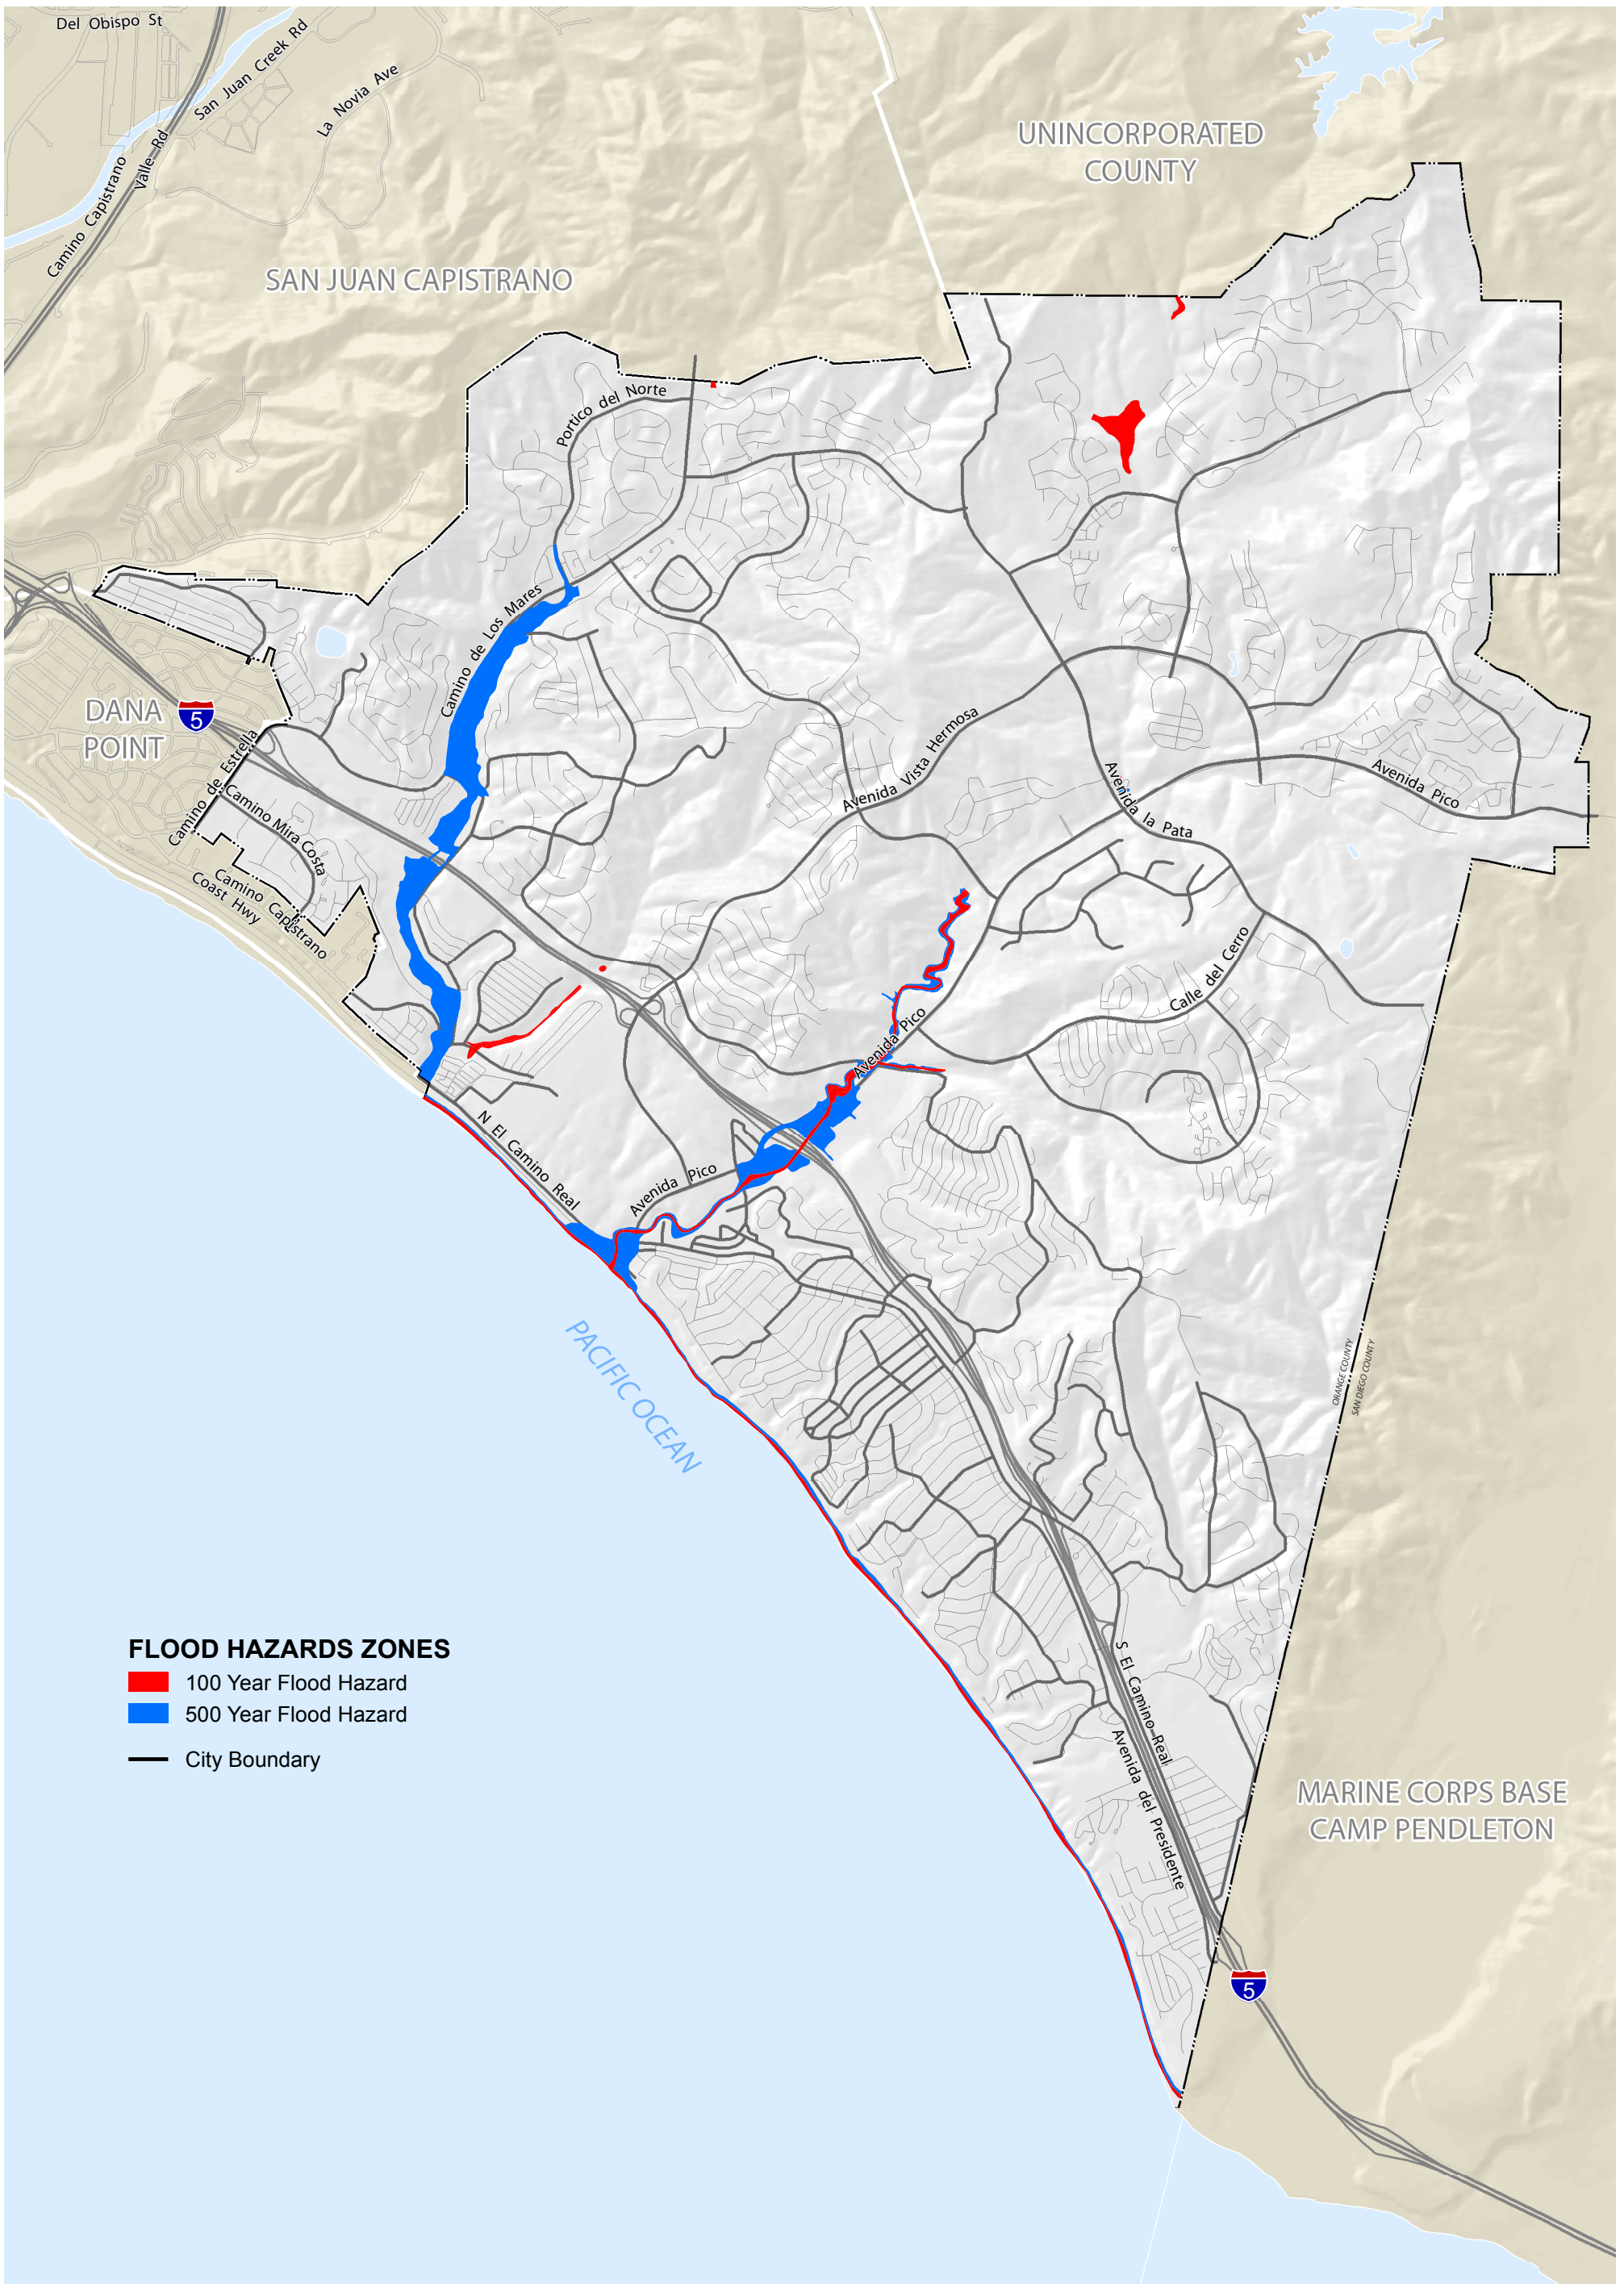 Del Obispo St
San Juan Creek Rd
La Novia Ave
Camino Capistrano
Valle Rd
UNINCORPORATED
COUNTY
SAN JUAN CAPISTRANO
Portico del Norte
Camino de Los Mares
DANA
POINT
5
Camino de Estrella
Camino Mira Costa
Camino Capistrano
Coast Hwy
Avenida Vista Hermosa
Avenida la Pata
Avenida Pico
Calle del Cerro
Avenida Pico
N El Camino Real
Avenida Pico
PACIFIC OCEAN
ORANGE COUNTY
SAN DIEGO COUNTY
FLOOD HAZARDS ZONES
100 Year Flood Hazard
500 Year Flood Hazard
City Boundary
S El Camino Real
Avenida del Presidente
MARINE CORPS BASE
CAMP PENDLETON
5